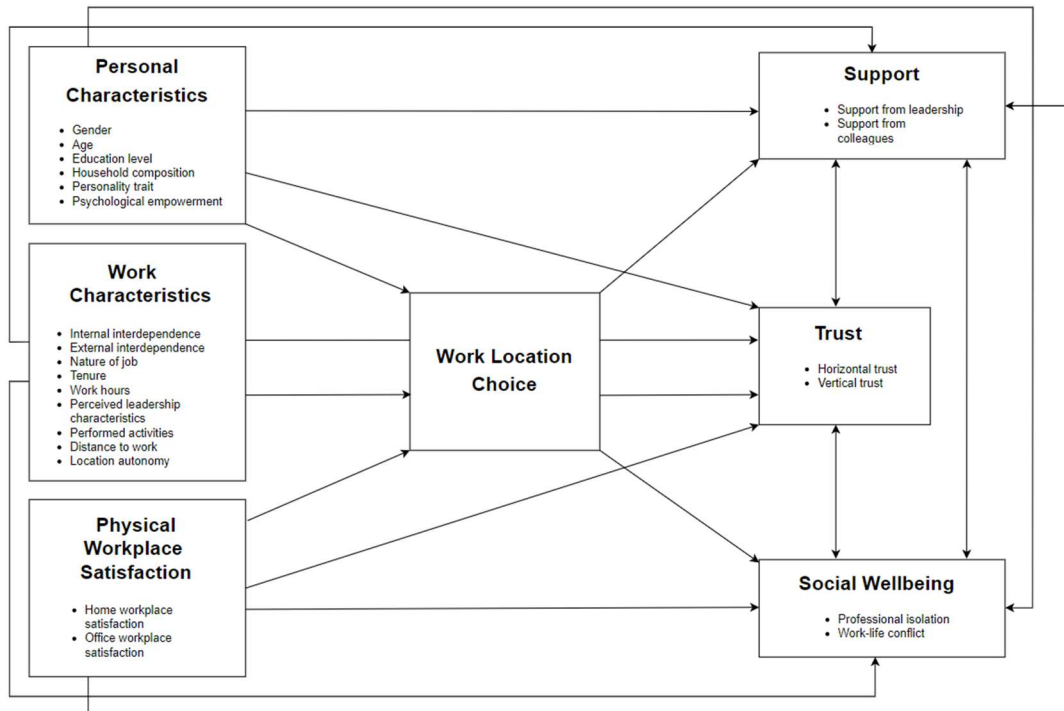 Personal
Characteristics
• Gender
• Age
• Education level
• Household composition
• Personality trait
• Psychological empowerment
Work
Characteristics
• Internal interdependence
• External interdependence
• Nature of job
• Tenure
• Work hours
• Perceived leadership
characteristics
• Performed activities
• Distance to work
• Location autonomy
Physical
Workplace
Satisfaction
• Home workplace
satisfaction
• Office workplace
satisfaction
Work Location
Choice
Support
• Support from leadership
• Support from
colleagues
Trust
• Horizontal trust
• Vertical trust
Social Wellbeing
• Professional isolation
• Work-life conflict